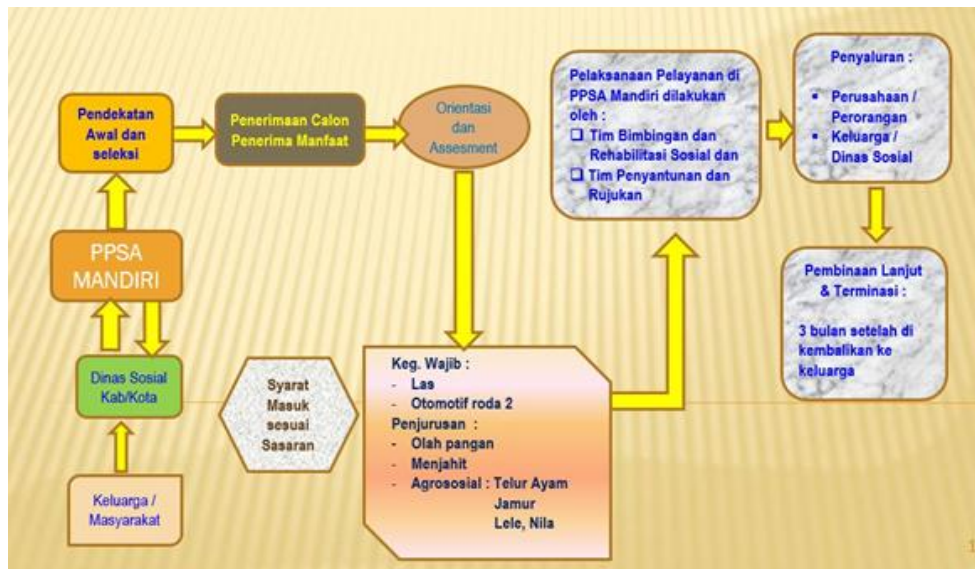 Keluarga /
Masyarakat
Dinas Sosial
Kab/Kota
PPSA
MANDIRI
Pendekatan
Awal dan
seleksi
Penerimaan Calon
Penerima Manfaat
Orientasi
dan
Assesment
Syarat
Masuk
sesuai
Sasaran
Keg. Wajib :
- Las
- Otomotif roda 2
Penjurusan :
- Olah pangan
- Menjahit
- Agrososial : Telur Ayam
Jamur
Lele, Nila
Pelaksanaan Pelayanan di
PPSA Mandiri dilakukan
oleh :
❑ Tim Bimbingan dan
Rehabilitasi Sosial dan
❑ Tim Penyantunan dan
Rujukan
Penyaluran :
▪ Perusahaan /
Perorangan
▪ Keluarga /
Dinas Sosial
Pembinaan Lanjut
& Terminasi :
3 bulan setelah di
kembalikan ke
keluarga
1